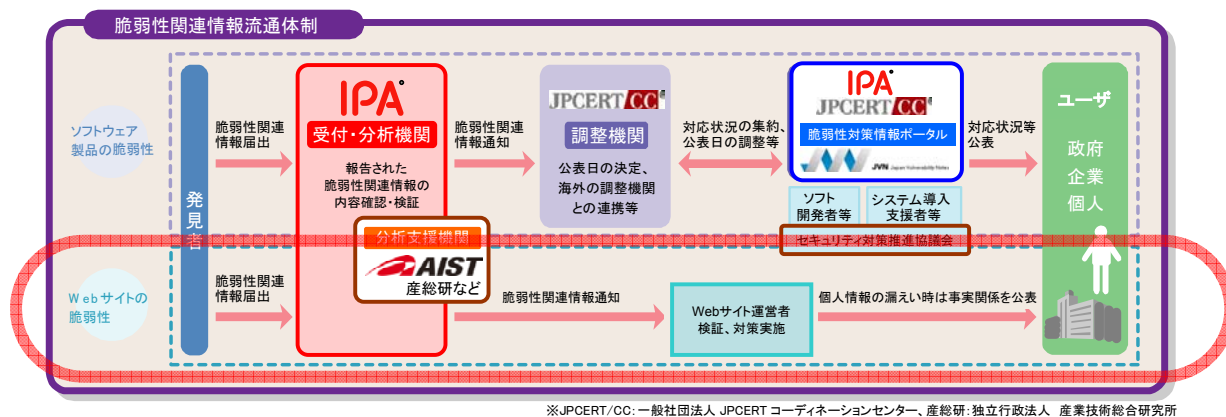 脆弱性関連情報流通体制
ソフトウェア
製品の脆弱性
発見者
脆弱性関連
情報届出
IPA
受付・分析機関
報告された
脆弱性関連情報の
内容確認・検証
分析支援機関
AIST
産総研など
脆弱性関連
情報通知
JPCERT CC
調整機関
公表日の決定、
海外の調整機関
との連携等
対応状況の集約、
公表日の調整等
IPA
JPCERT CC
脆弱性対策情報ポータル
JVN Japan Vulnerability Notes
ソフト
開発者等
システム導入
支援者等
セキュリティ対策推進協議会
対応状況等
公表
ユーザ
政府
企業
個人
Webサイトの
脆弱性
脆弱性関連
情報届出
脆弱性関連情報通知
Webサイト運営者
検証、対策実施
個人情報の漏えい時は事実関係を公表
※JPCERT/CC:一般社団法人 JPCERT コーディネーションセンター、産総研:独立行政法人 産業技術総合研究所